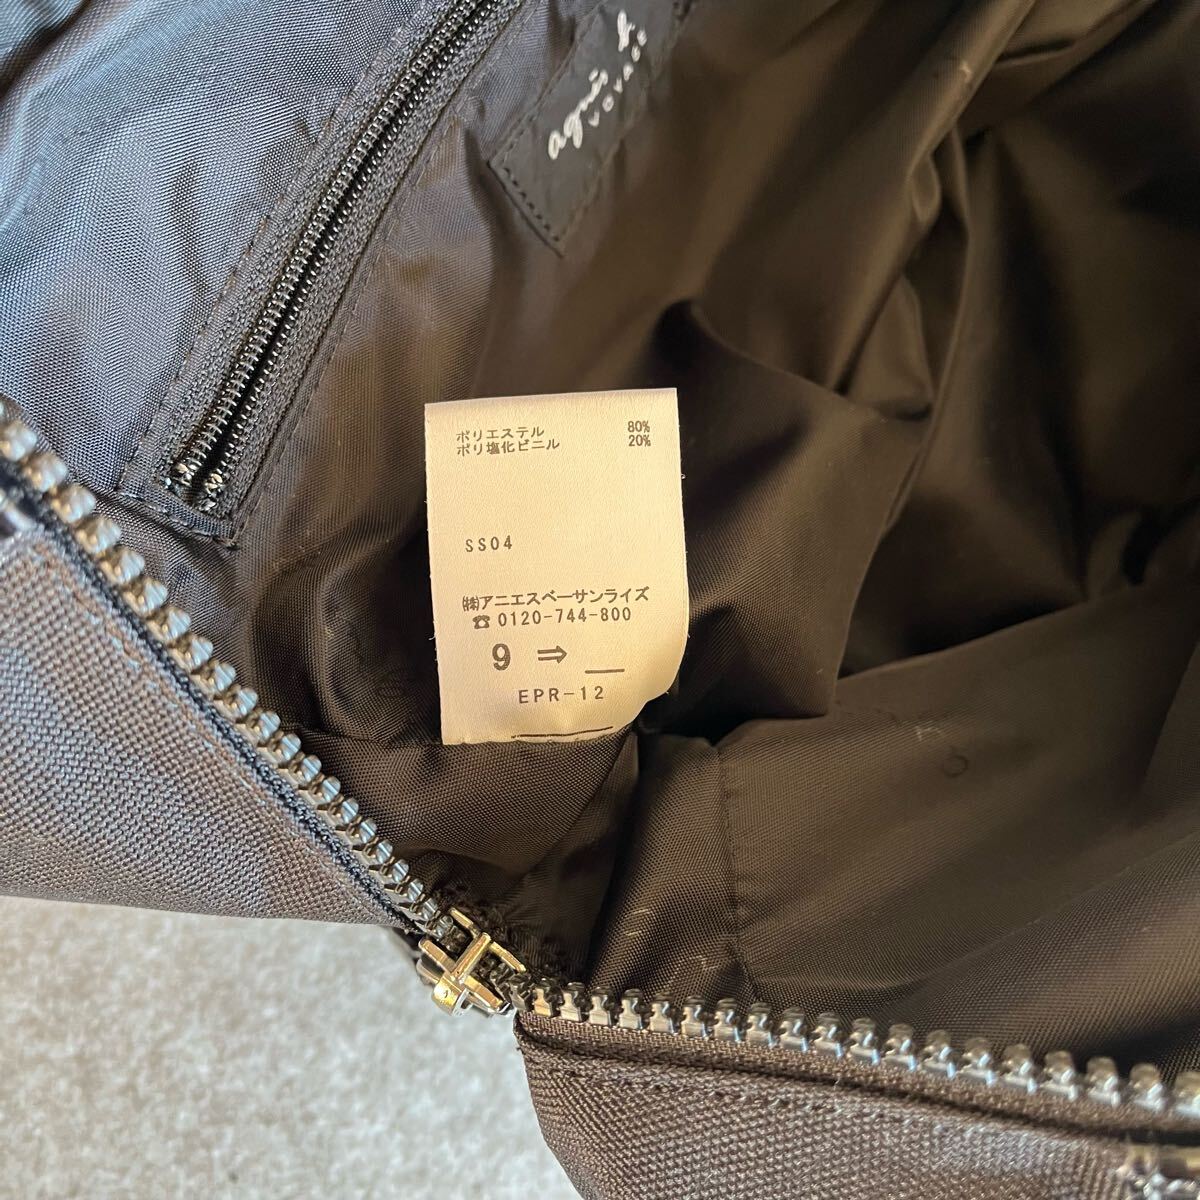 agnès b.
VOYAGE
ポリエステル 80%
ポリ塩化ビニル 20%
SS04
㈱アニエスベーサンライズ
☎0120-744-800
9 ⇒ __
EPR-12